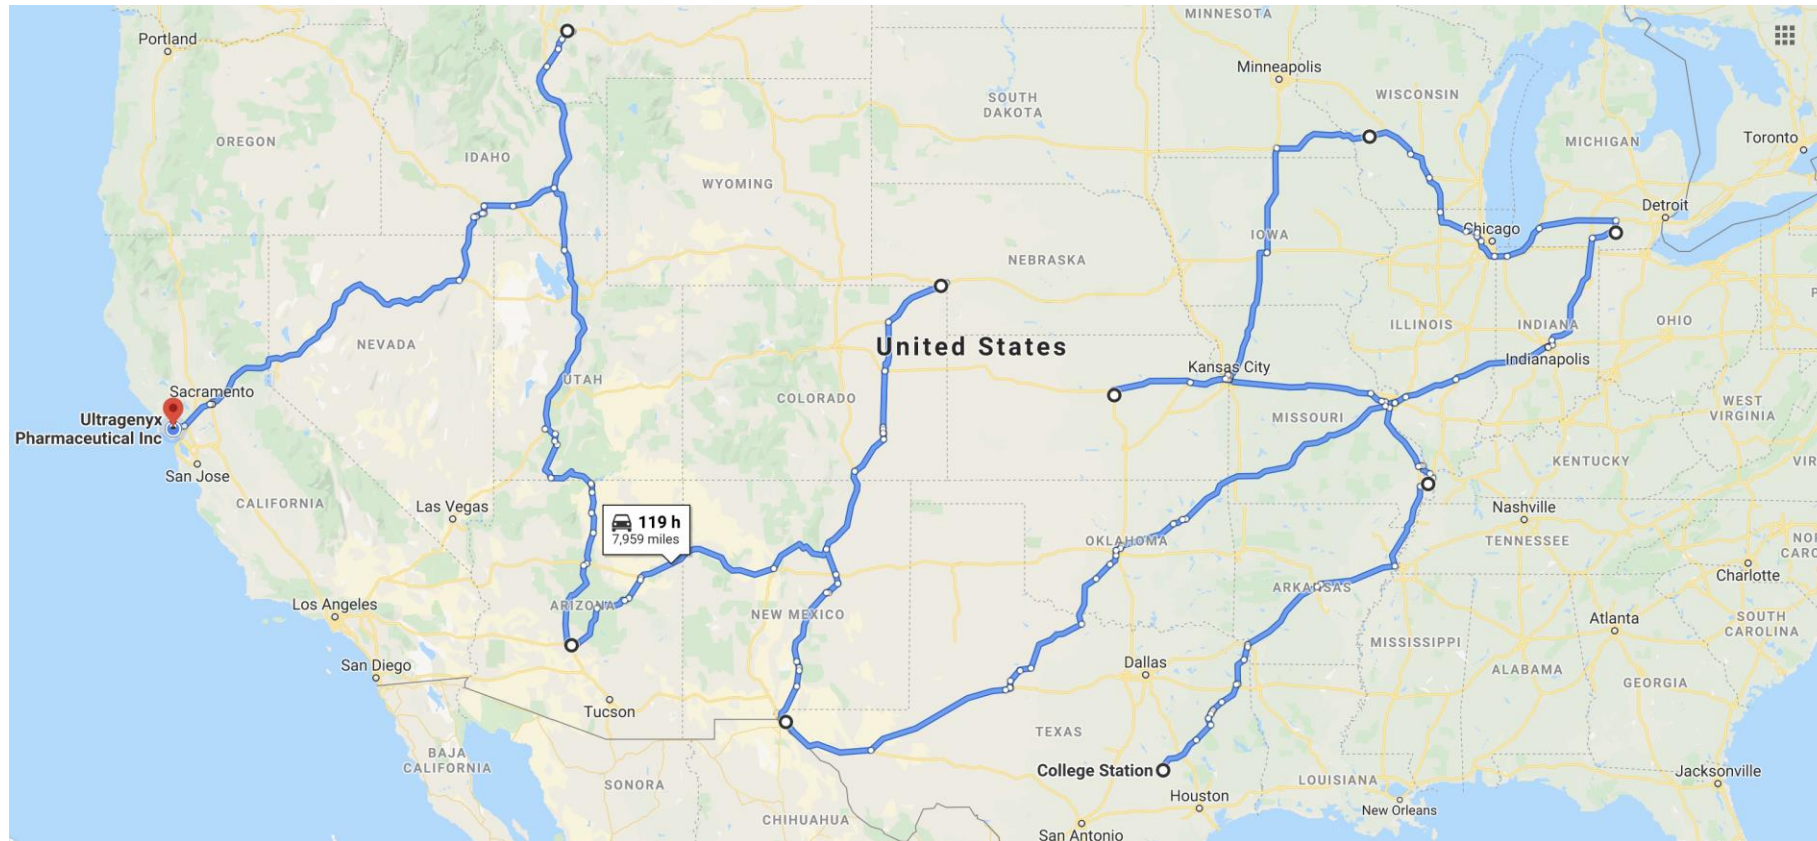 MINNESOTA
Portland
Minneapolis
WISCONSIN
SOUTH
DAKOTA
MICHIGAN
Toronto
OREGON
IDAHO
WYOMING
Detroit
Chicago
IOWA
NEBRASKA
ILLINOIS
INDIANA
OHIO
NEVADA
United States
Indianapolis
Kansas City
Sacramento
UTAH
COLORADO
MISSOURI
WEST
VIRGINIA
Ultragenyx
Pharmaceutical Inc
San Jose
KENTUCKY
VIR
CALIFORNIA
Las Vegas
Nashville
119 h
7,959 miles
OKLAHOMA
TENNESSEE
NO
CARO
Charlotte
ARKANSAS
Los Angeles
ARIZONA
NEW MEXICO
Atlanta
SOUTH
CAROLINA
MISSISSIPPI
San Diego
Dallas
ALABAMA
GEORGIA
Tucson
TEXAS
BAJA
CALIFORNIA
College Station
Jacksonville
SONORA
LOUISIANA
Houston
New Orleans
CHIHUAHUA
San Antonio